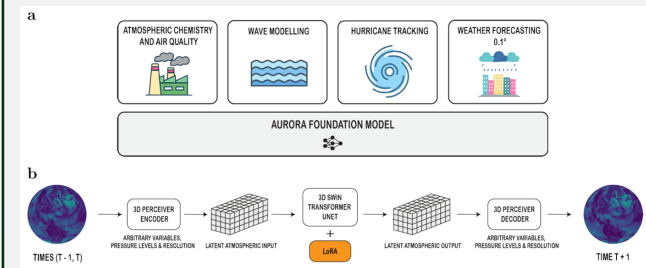 a
ATMOSPHERIC CHEMISTRY
AND AIR QUALITY
WAVE MODELLING
HURRICANE TRACKING
WEATHER FORECASTING
0.1°
AURORA FOUNDATION MODEL
b
TIMES (T - 1, T)
3D PERCEIVER
ENCODER
ARBITRARY VARIABLES,
PRESSURE LEVELS & RESOLUTION
LATENT ATMOSPHERIC INPUT
3D SWIN
TRANSFORMER
UNET
+
LoRA
LATENT ATMOSPHERIC OUTPUT
3D PERCEIVER
DECODER
ARBITRARY VARIABLES,
PRESSURE LEVELS & RESOLUTION
TIME T + 1